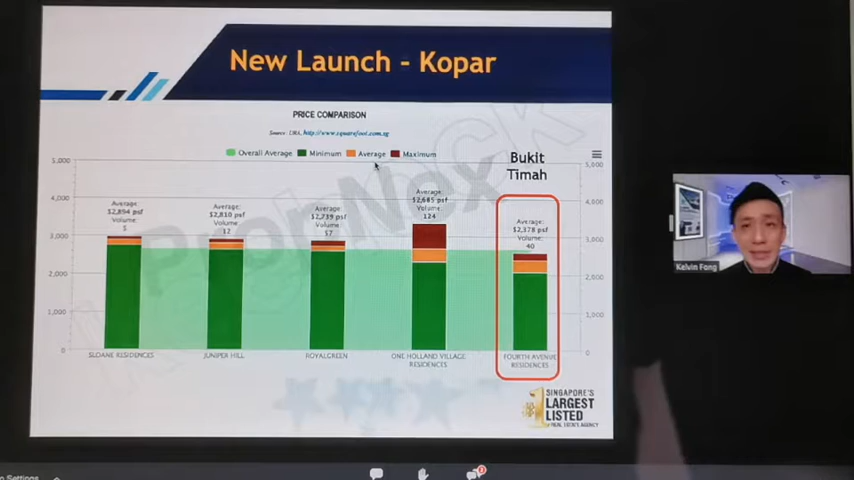 New Launch - Kopar
PRICE COMPARISON
Source: URA, http://www.squarefoot.com.sg
Overall Average Minimum Average Maximum
PropNex
Bukit
Timah
5,000
4,000
3,000
2,000
1,000
0
5,000
4,000
3,000
2,000
1,000
0
Average:
$2,894 psf
Volume:
5
Average:
$2,810 psf
Volume:
12
Average:
$2,739 psf
Volume:
57
Average:
$2,685 psf
Volume:
124
Average:
$2,378 psf
Volume:
40
SLOANE RESIDENCES
JUNIPER HILL
ROYALGREEN
ONE HOLLAND VILLAGE
RESIDENCES
FOURTH AVENUE
RESIDENCES
#1
SINGAPORE'S
LARGEST
LISTED
REAL ESTATE AGENCY
Kelvin Fong
Settings